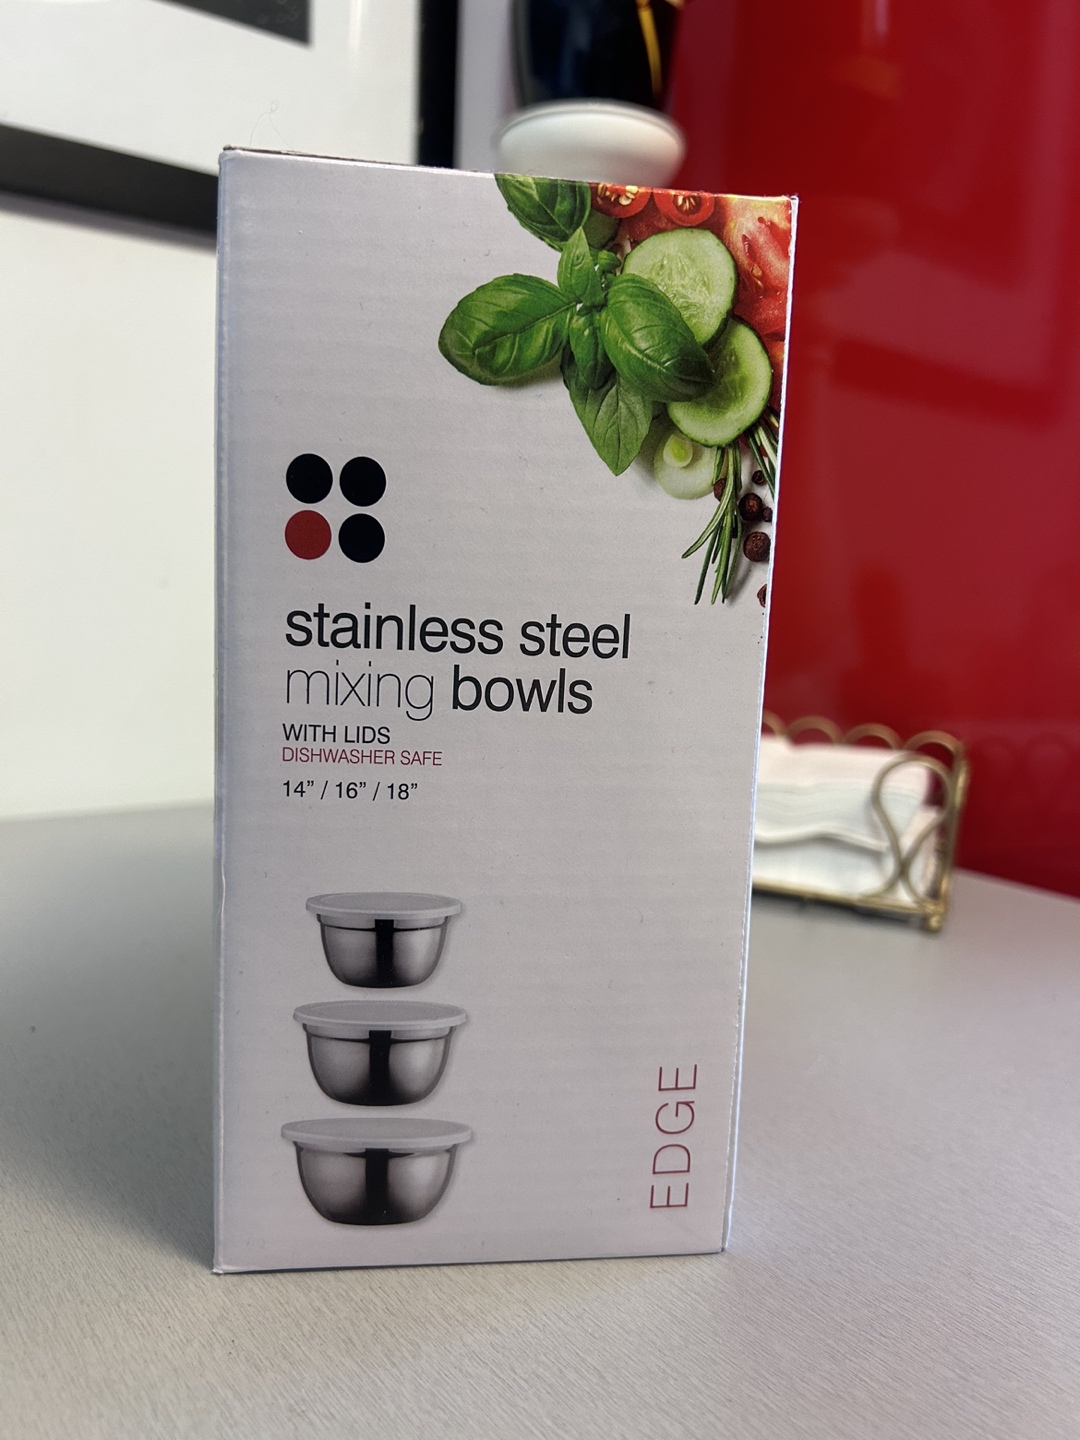 stainless steel
mixing bowls
WITH LIDS
DISHWASHER SAFE
14” / 16” / 18”
EDGE